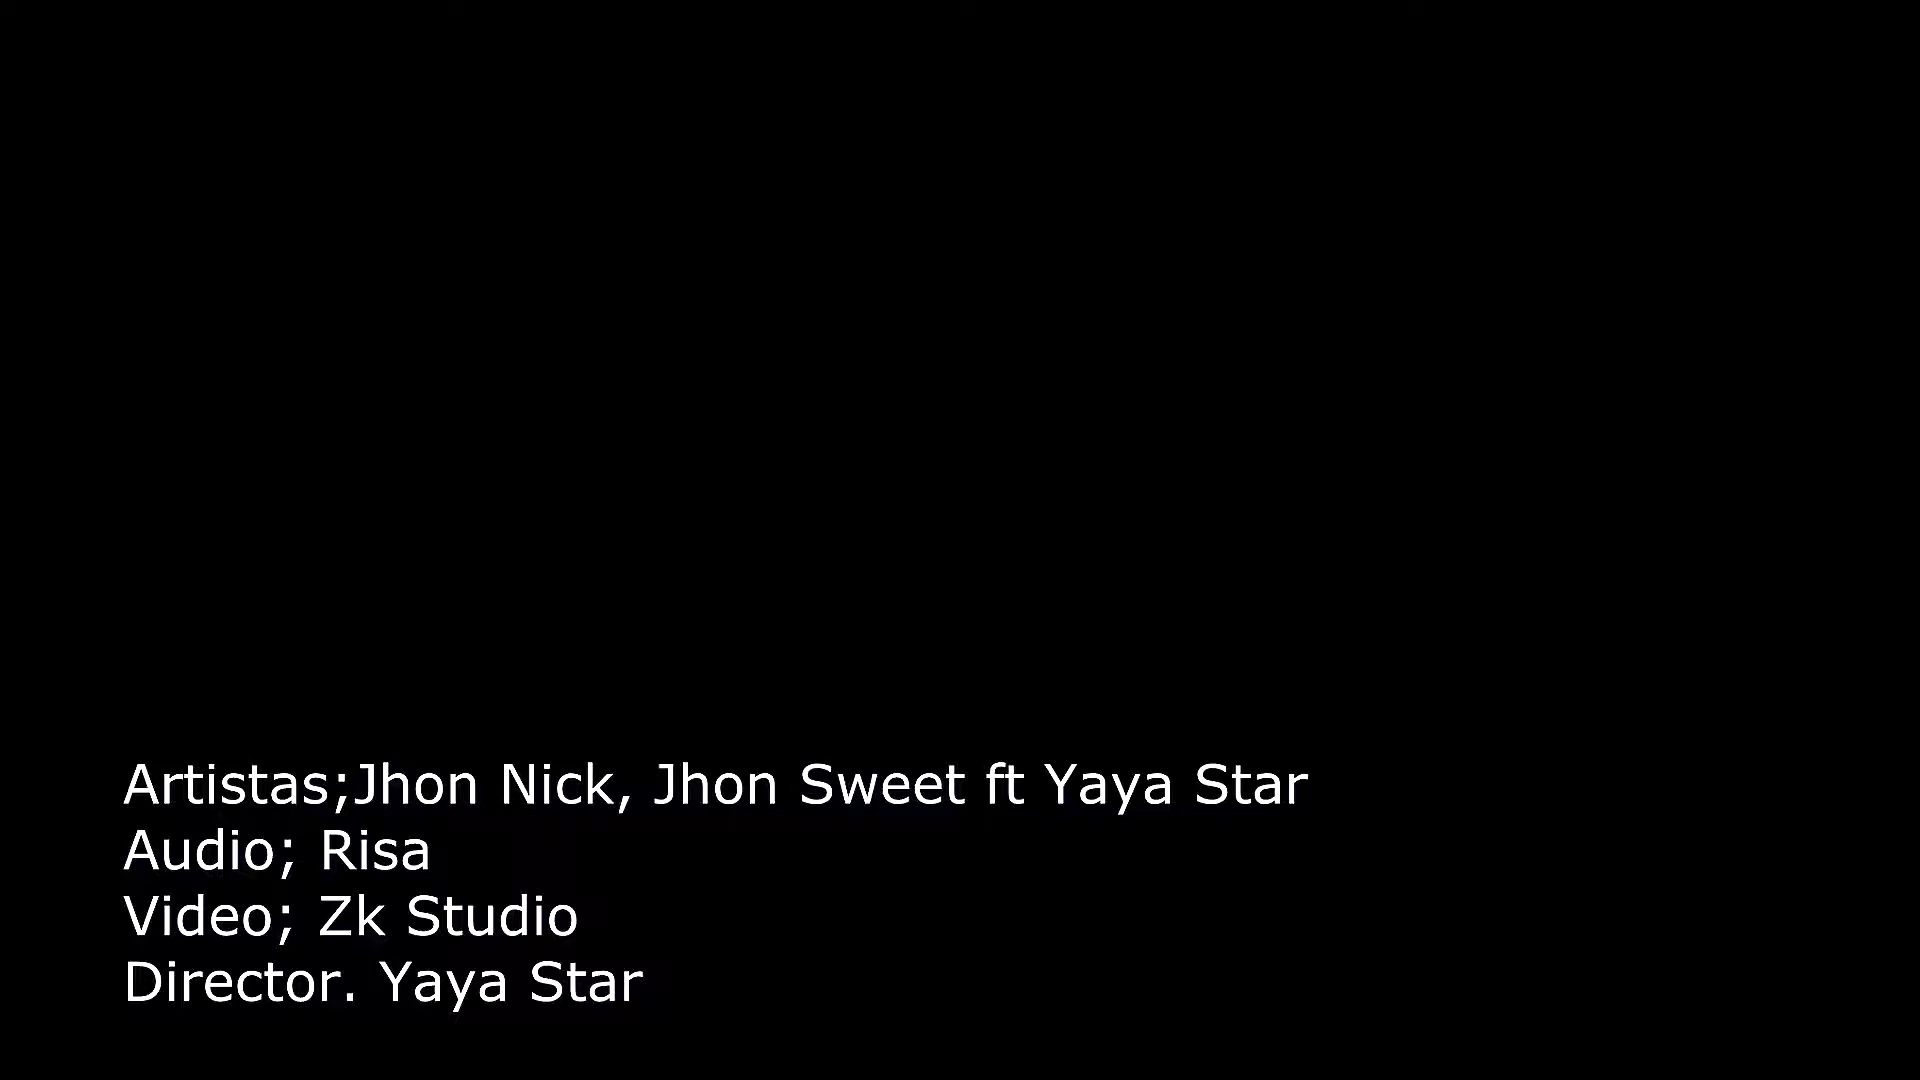 Artistas;Jhon Nick, Jhon Sweet ft Yaya Star
Audio; Risa
Video; Zk Studio
Director. Yaya Star